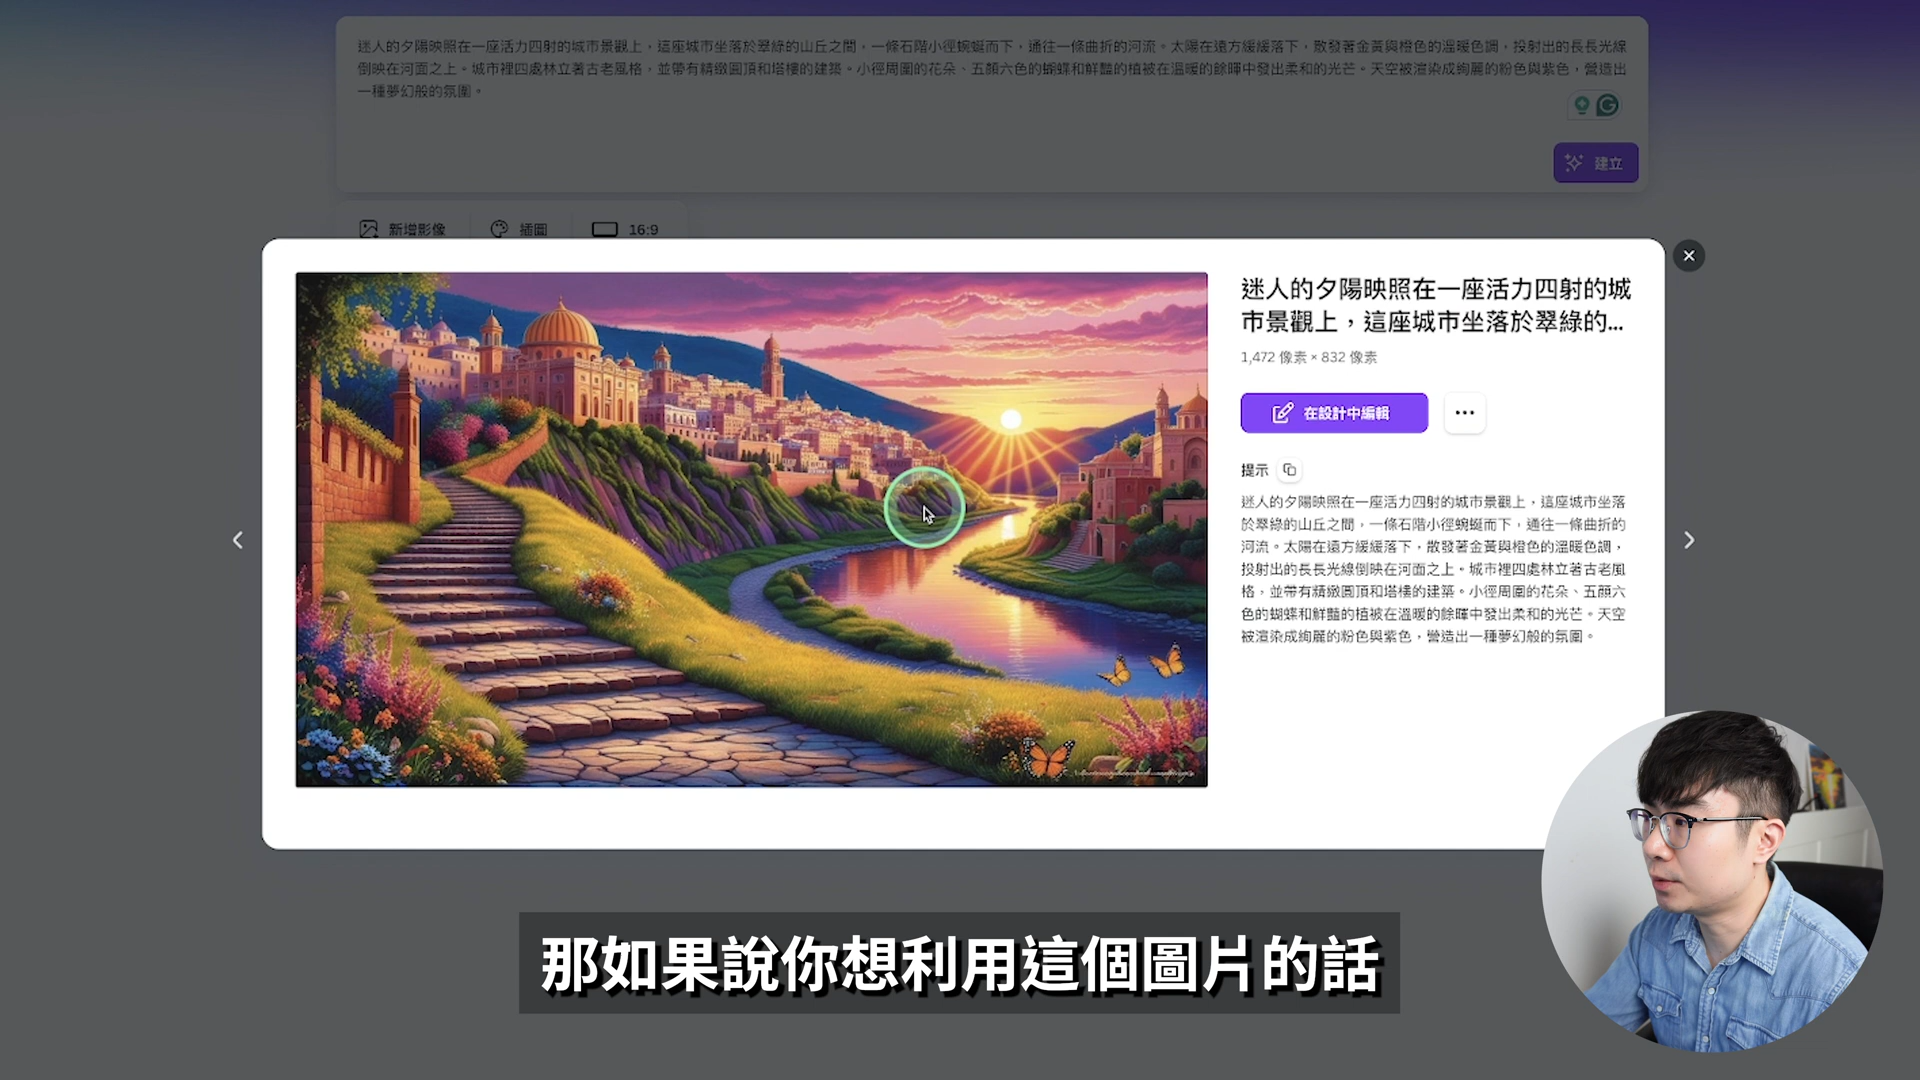 迷人的夕陽映照在一座活力四射的城市景觀上，這座城市坐落於翠綠的山丘之間，一條石階小徑蜿蜒而下，通往一條曲折的河流。太陽在遠方緩緩落下，散發著金黃與橙色的溫暖色調，投射出的長長光線
倒映在河面之上。城市裡四處林立著古老風格，並帶有精緻圓頂和塔樓的建築。小徑周圍的花朵、五顏六色的蝴蝶和鮮豔的植被在溫暖的餘暉中發出柔和的光芒。天空被渲染成絢麗的粉色與紫色，營造出
一種夢幻般的氛圍。
建立
新增影像 插圖 16:9
迷人的夕陽映照在一座活力四射的城
市景觀上，這座城市坐落於翠綠的...
1,472 像素 × 832 像素
在設計中編輯
提示
迷人的夕陽映照在一座活力四射的城市景觀上，這座城市坐落
於翠綠的山丘之間，一條石階小徑蜿蜒而下，通往一條曲折的
河流。太陽在遠方緩緩落下，散發著金黃與橙色的溫暖色調，
投射出的長長光線倒映在河面之上。城市裡四處林立著古老風
格，並帶有精緻圓頂和塔樓的建築。小徑周圍的花朵、五顏六
色的蝴蝶和鮮豔的植被在溫暖的餘暉中發出柔和的光芒。天空
被渲染成絢麗的粉色與紫色，營造出一種夢幻般的氛圍。
那如果說你想利用這個圖片的話